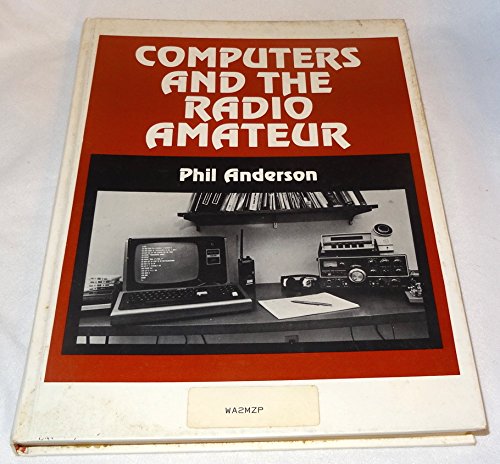 COMPUTERS
AND THE
RADIO
AMATEUR
Phil Anderson
WA2MZP